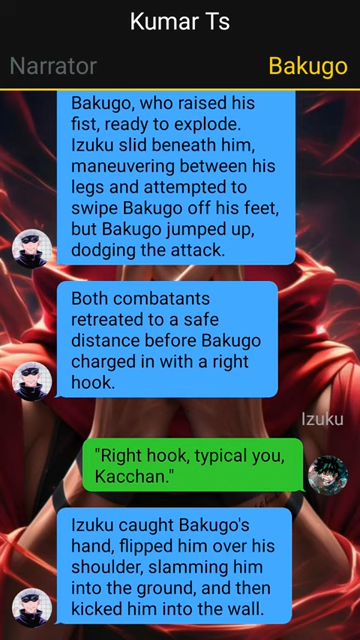 Kumar Ts
Narrator
Bakugo
Bakugo, who raised his
fist, ready to explode.
Izuku slid beneath him,
maneuvering between his
legs and attempted to
swipe Bakugo off his feet,
but Bakugo jumped up,
dodging the attack.
Both combatants
retreated to a safe
distance before Bakugo
charged in with a right
hook.
Izuku
"Right hook, typical you,
Kacchan."
Izuku caught Bakugo's
hand, flipped him over his
shoulder, slamming him
into the ground, and then
kicked him into the wall.